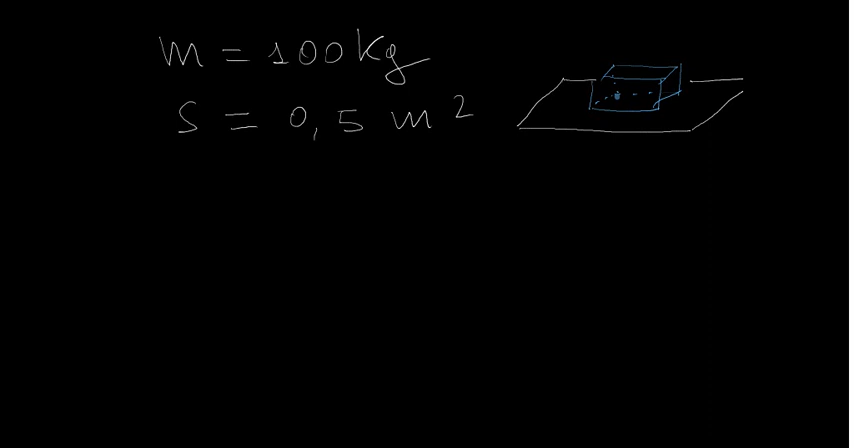 m = 100 kg
S = 0,5 m²